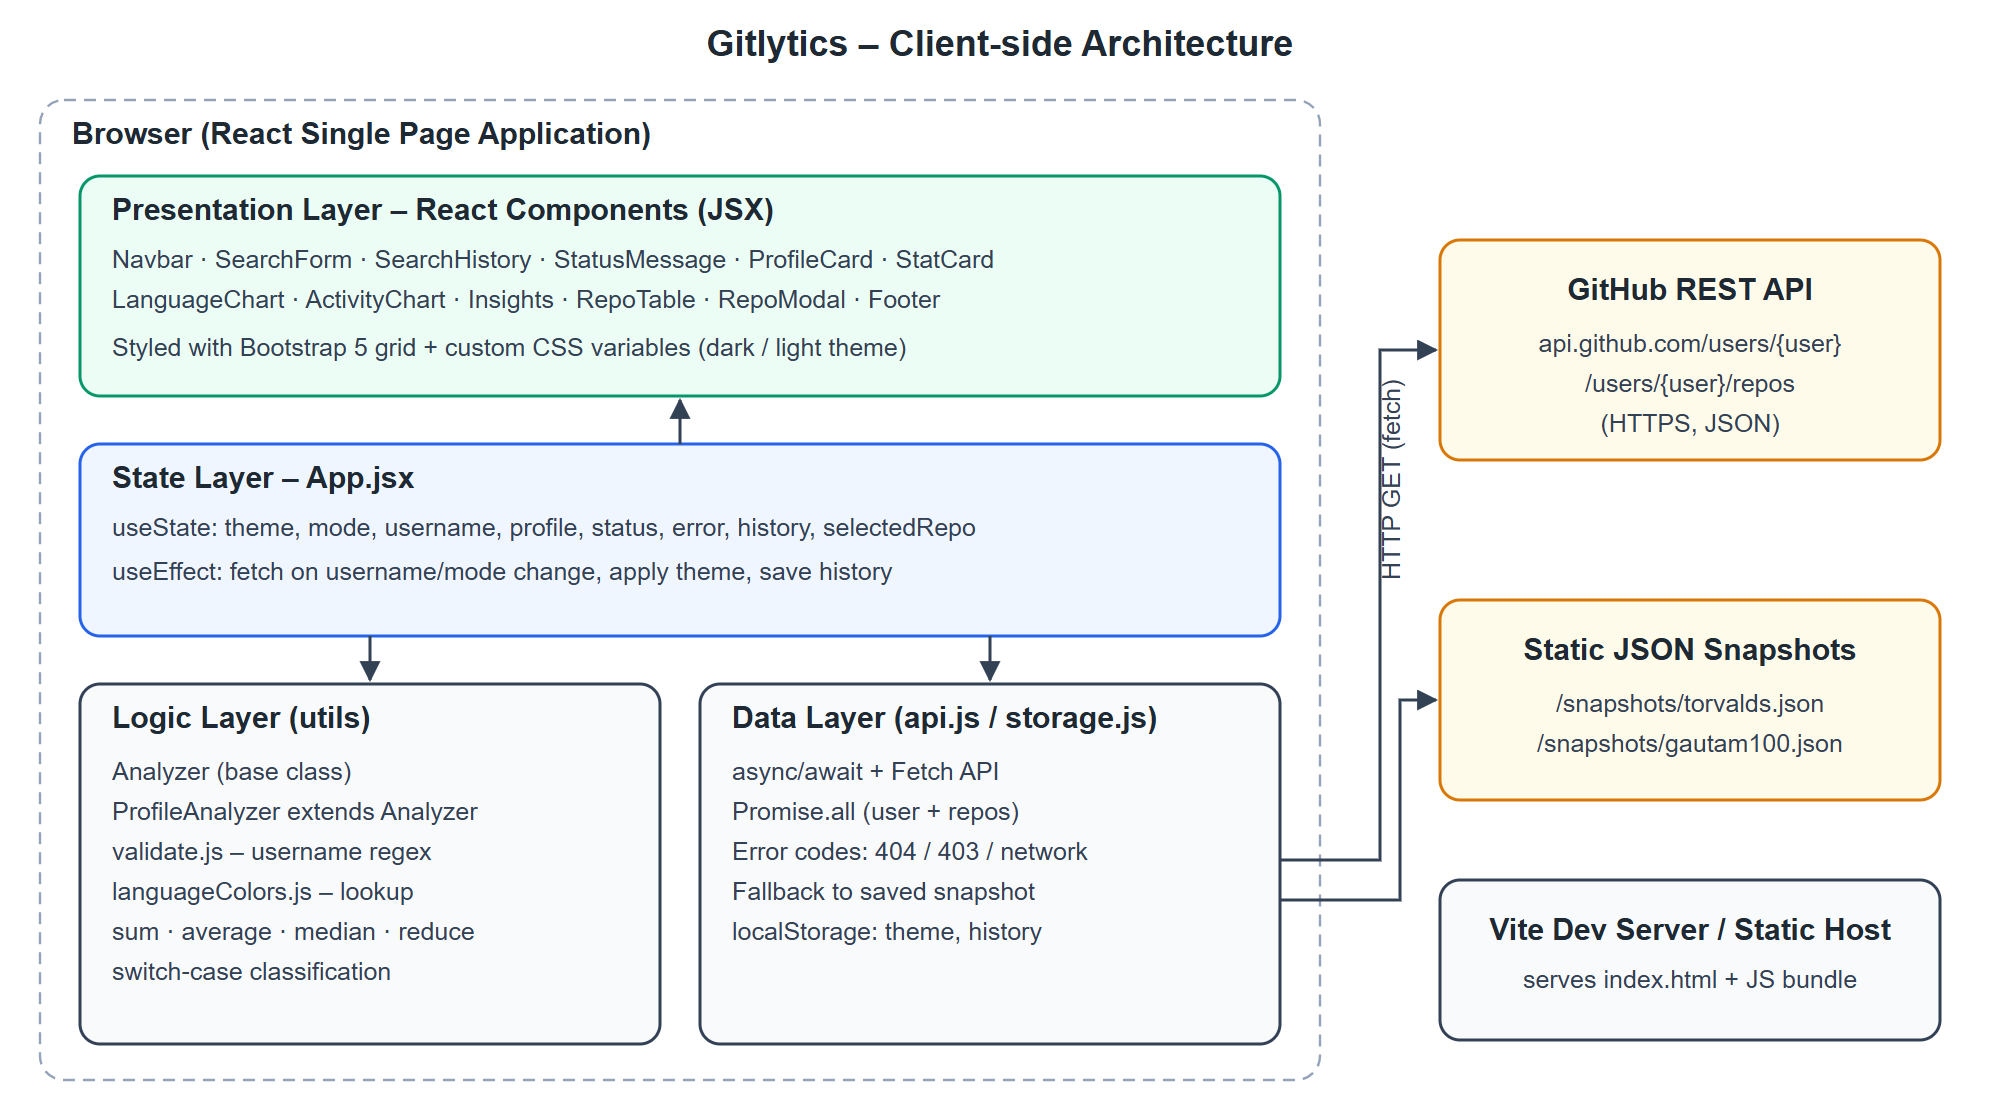 Gitlytics – Client-side Architecture
Browser (React Single Page Application)
Presentation Layer – React Components (JSX)
Navbar · SearchForm · SearchHistory · StatusMessage · ProfileCard · StatCard
LanguageChart · ActivityChart · Insights · RepoTable · RepoModal · Footer
Styled with Bootstrap 5 grid + custom CSS variables (dark / light theme)
State Layer – App.jsx
useState: theme, mode, username, profile, status, error, history, selectedRepo
useEffect: fetch on username/mode change, apply theme, save history
Logic Layer (utils)
Analyzer (base class)
ProfileAnalyzer extends Analyzer
validate.js – username regex
languageColors.js – lookup
sum · average · median · reduce
switch-case classification
Data Layer (api.js / storage.js)
async/await + Fetch API
Promise.all (user + repos)
Error codes: 404 / 403 / network
Fallback to saved snapshot
localStorage: theme, history
HTTP GET (fetch)
GitHub REST API
api.github.com/users/{user}
/users/{user}/repos
(HTTPS, JSON)
Static JSON Snapshots
/snapshots/torvalds.json
/snapshots/gautam100.json
Vite Dev Server / Static Host
serves index.html + JS bundle